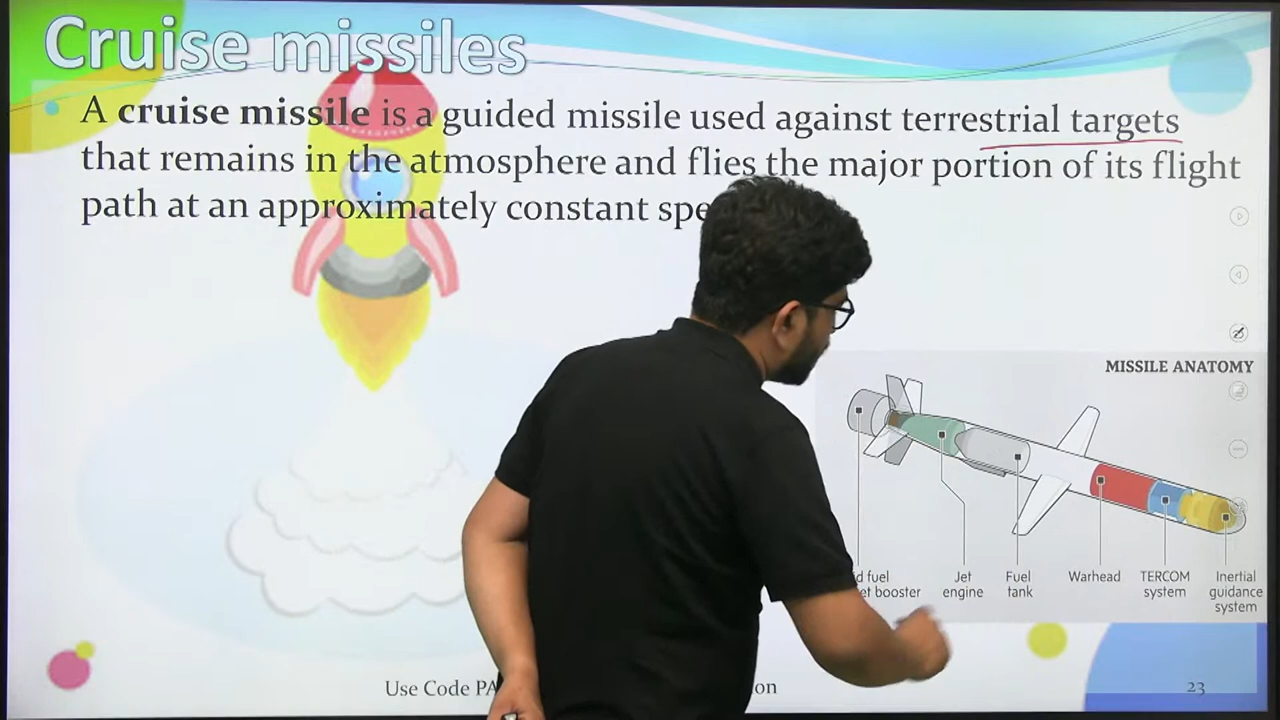 Cruise missiles
• A cruise missile is a guided missile used against terrestrial targets
that remains in the atmosphere and flies the major portion of its flight
path at an approximately constant
MISSILE ANATOMY
fuel booster
Jet engine
Fuel tank
Warhead
TERCOM system
Inertial guidance system
Use Code
23